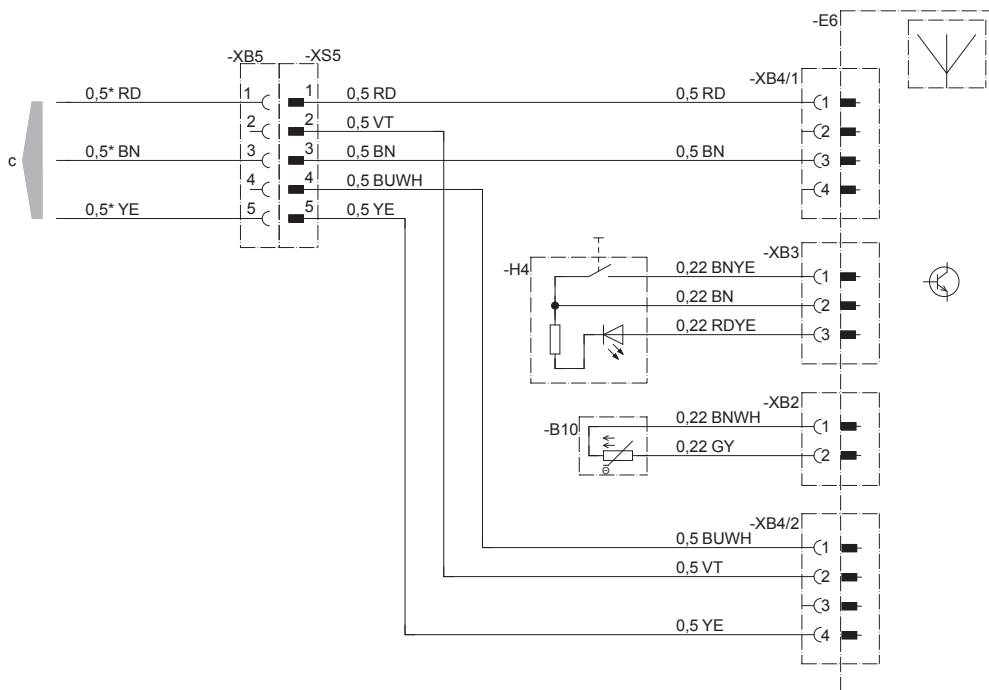 -E6
-XB5 -XS5
-XB4/1
0,5* RD 1 1 0,5 RD 0,5 RD 1
2 2 0,5 VT 2
c 0,5* BN 3 3 0,5 BN 0,5 BN 3
4 4 0,5 BUWH 4
0,5* YE 5 5 0,5 YE
-XB3
-H4 0,22 BNYE 1
0,22 BN 2
0,22 RDYE 3
-XB2
-B10 0,22 BNWH 1
0,22 GY 2
-XB4/2
0,5 BUWH 1
0,5 VT 2
3
0,5 YE 4